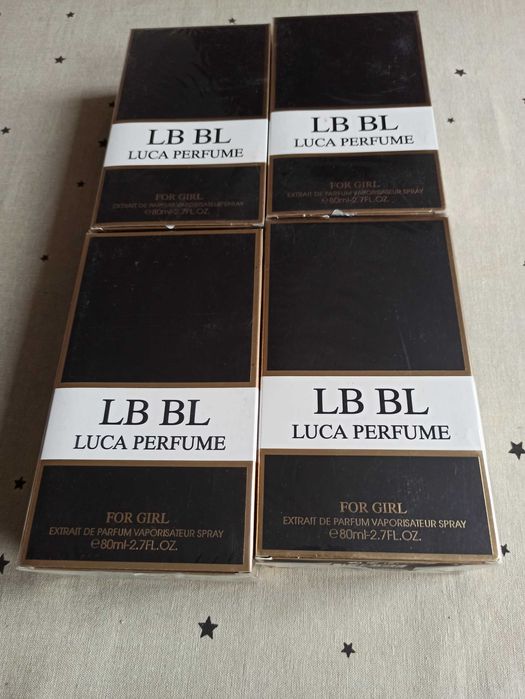 LB BL
LUCA PERFUME
FOR GIRL
EXTRAIT DE PARFUM VAPORISATEUR SPRAY
℮80ml-2.7FL.OZ.
LB BL
LUCA PERFUME
FOR GIRL
EXTRAIT DE PARFUM VAPORISATEUR SPRAY
℮80ml-2.7FL.OZ.
LB BL
LUCA PERFUME
FOR GIRL
EXTRAIT DE PARFUM VAPORISATEUR SPRAY
℮80ml-2.7FL.OZ.
LB BL
LUCA PERFUME
FOR GIRL
EXTRAIT DE PARFUM VAPORISATEUR SPRAY
℮80ml-2.7FL.OZ.